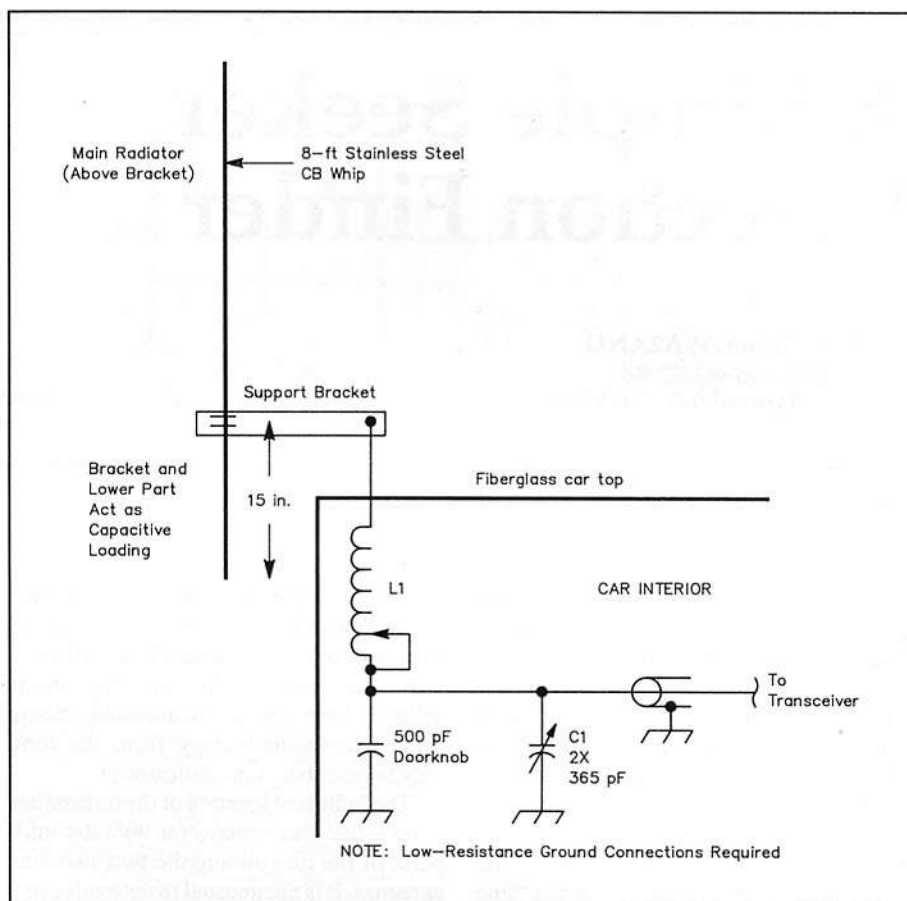 Main Radiator
(Above Bracket)
8-ft Stainless Steel
CB Whip
Support Bracket
Bracket and
Lower Part
Act as
Capacitive
Loading
15 in.
Fiberglass car top
L1
CAR INTERIOR
To
Transceiver
500 pF
Doorknob
C1
2X
365 pF
NOTE: Low-Resistance Ground Connections Required